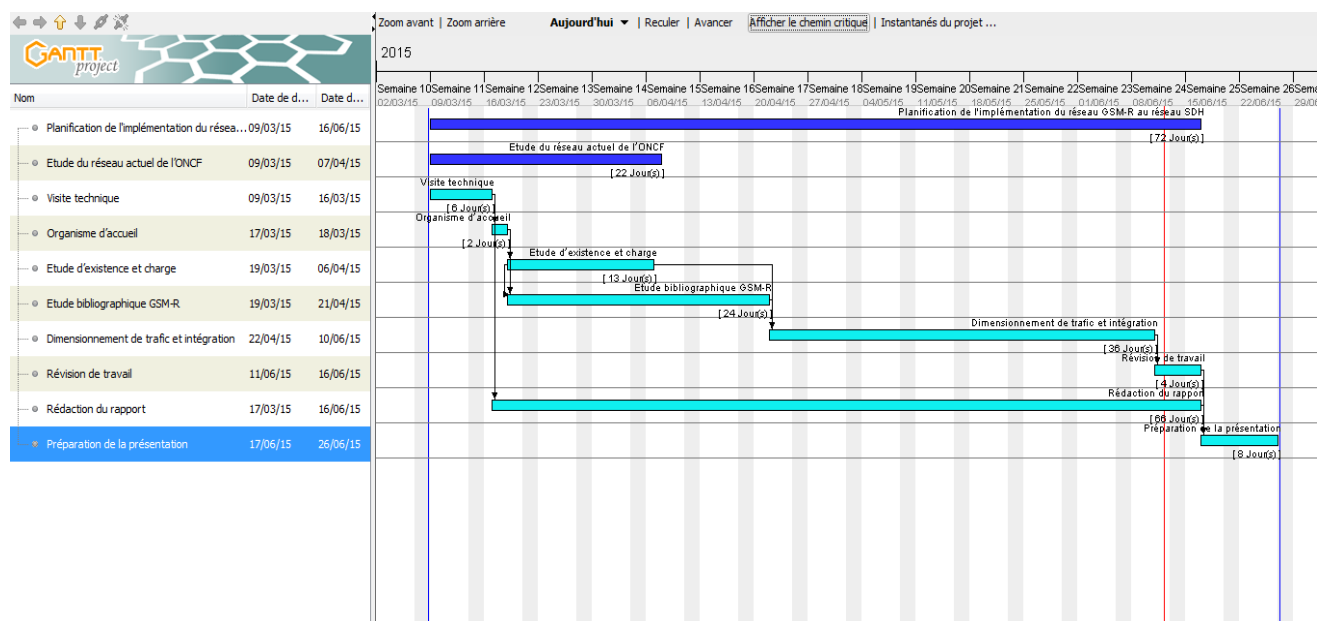 Zoom avant | Zoom arrière Aujourd'hui | Reculer | Avancer Afficher le chemin critique | Instantanés du projet ...
GANTT
project
2015
Nom Date de d... Date d...
Semaine 10 Semaine 11 Semaine 12 Semaine 13 Semaine 14 Semaine 15 Semaine 16 Semaine 17 Semaine 18 Semaine 19 Semaine 20 Semaine 21 Semaine 22 Semaine 23 Semaine 24 Semaine 25 Semaine 26 Sema
02/03/15 09/03/15 16/03/15 23/03/15 30/03/15 06/04/15 13/04/15 20/04/15 27/04/15 04/05/15 11/05/15 18/05/15 25/05/15 01/06/15 08/06/15 15/06/15 22/06/15 29/0
Planification de l'implémentation du résea... 09/03/15 16/06/15
Planification de l'implémentation du réseau GSM-R au réseau SDH
[72 Jour(s)]
Etude du réseau actuel de l'ONCF 09/03/15 07/04/15
Etude du réseau actuel de l'ONCF
[22 Jour(s)]
Visite technique 09/03/15 16/03/15
Visite technique
[6 Jour(s)]
Organisme d'accueil 17/03/15 18/03/15
Organisme d'accueil
[2 Jour(s)]
Etude d'existence et charge 19/03/15 06/04/15
Etude d'existence et charge
[13 Jour(s)]
Etude bibliographique GSM-R 19/03/15 21/04/15
Etude bibliographique GSM-R
[24 Jour(s)]
Dimensionnement de trafic et intégration 22/04/15 10/06/15
Dimensionnement de trafic et intégration
[36 Jour(s)]
Révision de travail 11/06/15 16/06/15
Révision de travail
[4 Jour(s)]
Rédaction du rapport 17/03/15 16/06/15
Rédaction du rapport
[66 Jour(s)]
Préparation de la présentation 17/06/15 26/06/15
Préparation de la présentation
[8 Jour(s)]